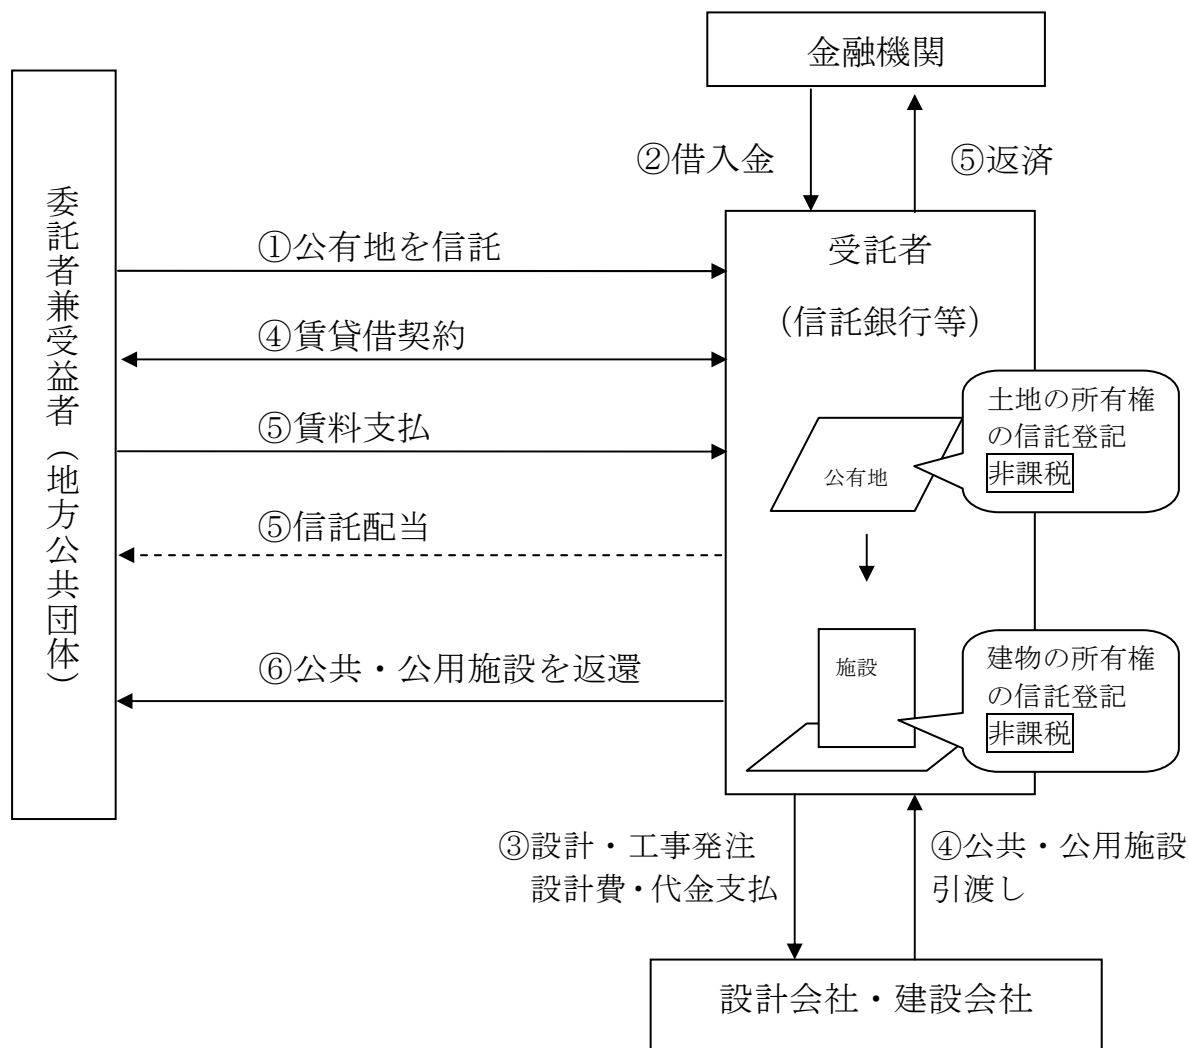 金融機関
②借入金
⑤返済
委託者兼受益者（地方公共団体）
①公有地を信託
④賃貸借契約
⑤賃料支払
⑤信託配当
⑥公共・公用施設を返還
受託者
（信託銀行等）
土地の所有権
の信託登記
非課税
公有地
施設
建物の所有権
の信託登記
非課税
③設計・工事発注
設計費・代金支払
④公共・公用施設
引渡し
設計会社・建設会社